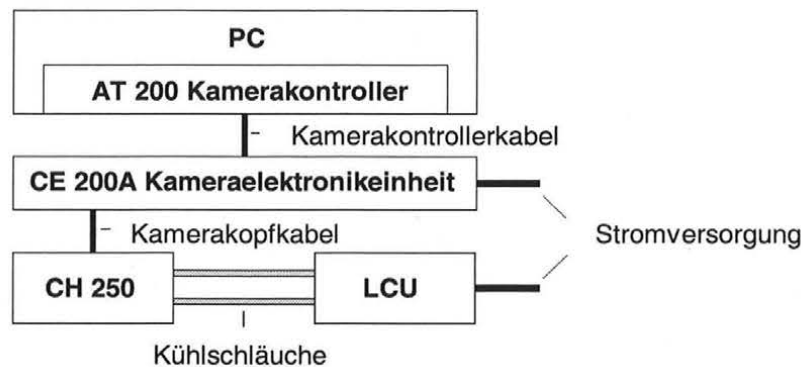 PC
AT 200 Kamerakontroller
Kamerakontrollerkabel
CE 200A Kameraelektronikeinheit
Kamerakopfkabel
Stromversorgung
CH 250
LCU
Kühlschläuche